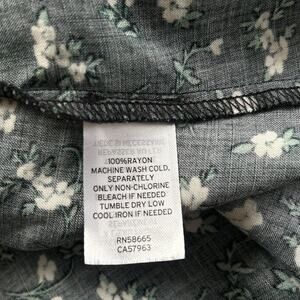 100%RAYON
MACHINE WASH COLD,
SEPARATELY
ONLY NON-CHLORINE
BLEACH IF NEEDED
TUMBLE DRY LOW
COOL IRON IF NEEDED
RN58665
CA57963